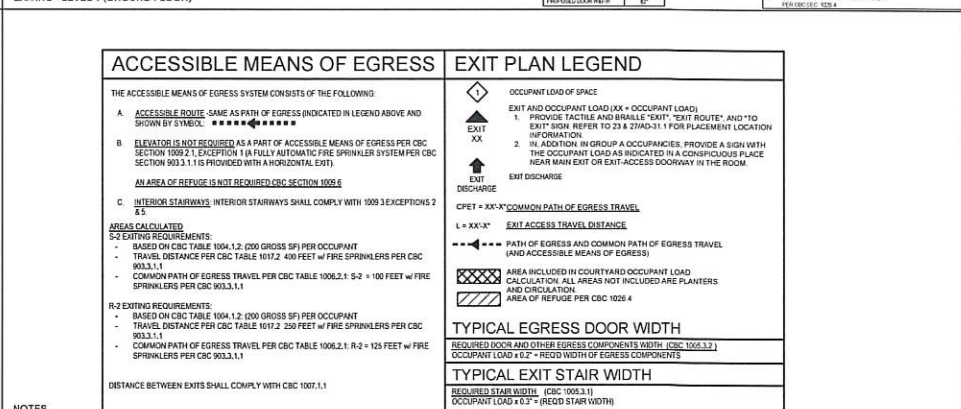 PROPOSED DOOR WIDTH
62"
PER CBC SEC. 1026.4
ACCESSIBLE MEANS OF EGRESS
THE ACCESSIBLE MEANS OF EGRESS SYSTEM CONSISTS OF THE FOLLOWING:
A. ACCESSIBLE ROUTE -SAME AS PATH OF EGRESS (INDICATED IN LEGEND ABOVE AND
SHOWN BY SYMBOL:
B. ELEVATOR IS NOT REQUIRED AS A PART OF ACCESSIBLE MEANS OF EGRESS PER CBC
SECTION 1009.2.1, EXCEPTION 1 (A FULLY AUTOMATIC FIRE SPRINKLER SYSTEM PER CBC
SECTION 903.3.1.1 IS PROVIDED WITH A HORIZONTAL EXIT).
AN AREA OF REFUGE IS NOT REQUIRED CBC SECTION 1009.6
C. INTERIOR STAIRWAYS: INTERIOR STAIRWAYS SHALL COMPLY WITH 1009.3 EXCEPTIONS 2
& 5.
AREAS CALCULATED
S-2 EXITING REQUIREMENTS:
- BASED ON CBC TABLE 1004.1.2: (200 GROSS SF) PER OCCUPANT
- TRAVEL DISTANCE PER CBC TABLE 1017.2 400 FEET w/ FIRE SPRINKLERS PER CBC
903.3.1.1
- COMMON PATH OF EGRESS TRAVEL PER CBC TABLE 1006.2.1: S-2 = 100 FEET w/ FIRE
SPRINKLERS PER CBC 903.3.1.1
R-2 EXITING REQUIREMENTS:
- BASED ON CBC TABLE 1004.1.2: (200 GROSS SF) PER OCCUPANT
- TRAVEL DISTANCE PER CBC TABLE 1017.2 250 FEET w/ FIRE SPRINKLERS PER CBC
903.3.1.1
- COMMON PATH OF EGRESS TRAVEL PER CBC TABLE 1006.2.1: R-2 = 125 FEET w/ FIRE
SPRINKLERS PER CBC 903.3.1.1
DISTANCE BETWEEN EXITS SHALL COMPLY WITH CBC 1007.1.1
EXIT PLAN LEGEND
1 OCCUPANT LOAD OF SPACE
EXIT AND OCCUPANT LOAD (XX = OCCUPANT LOAD)
EXIT
XX
1. PROVIDE TACTILE AND BRAILLE "EXIT", "EXIT ROUTE", AND "TO
EXIT" SIGN. REFER TO 23 & 27/AD-31.1 FOR PLACEMENT LOCATION
INFORMATION.
2. IN, ADDITION, IN GROUP A OCCUPANCIES, PROVIDE A SIGN WITH
THE OCCUPANT LOAD AS INDICATED IN A CONSPICUOUS PLACE
NEAR MAIN EXIT OR EXIT-ACCESS DOORWAY IN THE ROOM.
EXIT
DISCHARGE
EXIT DISCHARGE
CPET = XX'-X" COMMON PATH OF EGRESS TRAVEL
L = XX'-X" EXIT ACCESS TRAVEL DISTANCE
PATH OF EGRESS AND COMMON PATH OF EGRESS TRAVEL
(AND ACCESSIBLE MEANS OF EGRESS)
AREA INCLUDED IN COURTYARD OCCUPANT LOAD
CALCULATION. ALL AREAS NOT INCLUDED ARE PLANTERS
AND CIRCULATION.
AREA OF REFUGE PER CBC 1026.4
TYPICAL EGRESS DOOR WIDTH
REQUIRED DOOR AND OTHER EGRESS COMPONENTS WIDTH (CBC 1005.3.2)
OCCUPANT LOAD x 0.2" = REQ'D WIDTH OF EGRESS COMPONENTS
TYPICAL EXIT STAIR WIDTH
REQUIRED STAIR WIDTH (CBC 1005.3.1)
OCCUPANT LOAD x 0.3" = (REQ'D STAIR WIDTH)
NOTES